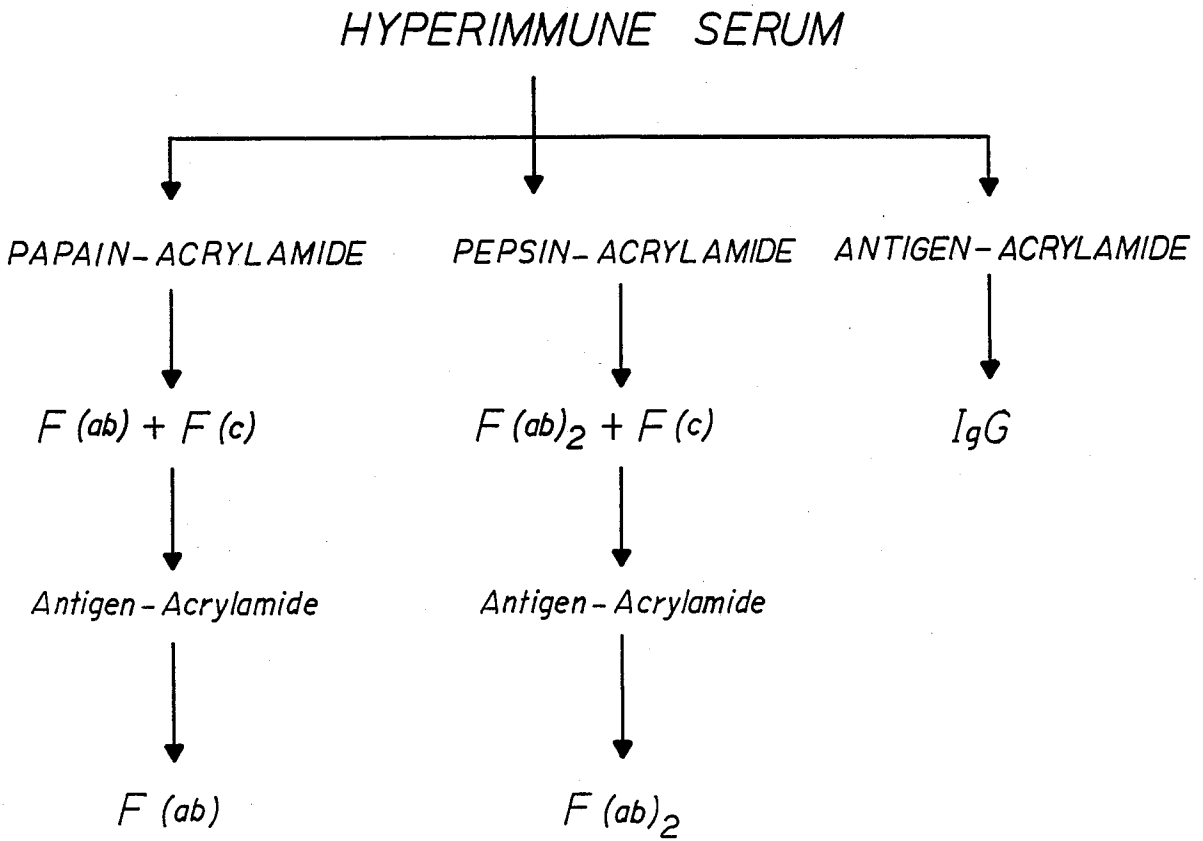 HYPERIMMUNE SERUM
PAPAIN-ACRYLAMIDE PEPSIN-ACRYLAMIDE ANTIGEN-ACRYLAMIDE
F (ab) + F (c) F (ab)2 + F (c) IgG
Antigen-Acrylamide Antigen-Acrylamide
F (ab) F (ab)2